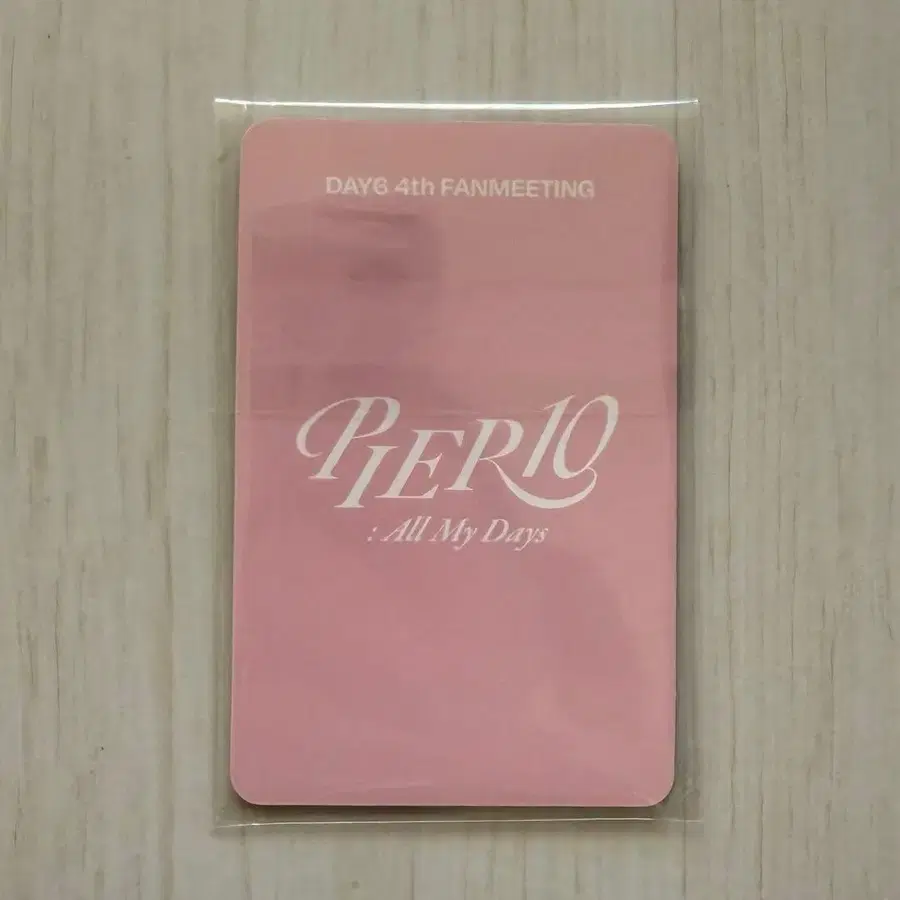 DAY6 4th FANMEETING
PIER10
: All My Days